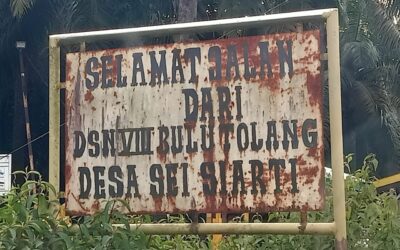 SELAMAT JALAN
DARI
DSN VIII BULU TOLANG
DESA SEI SIARTI